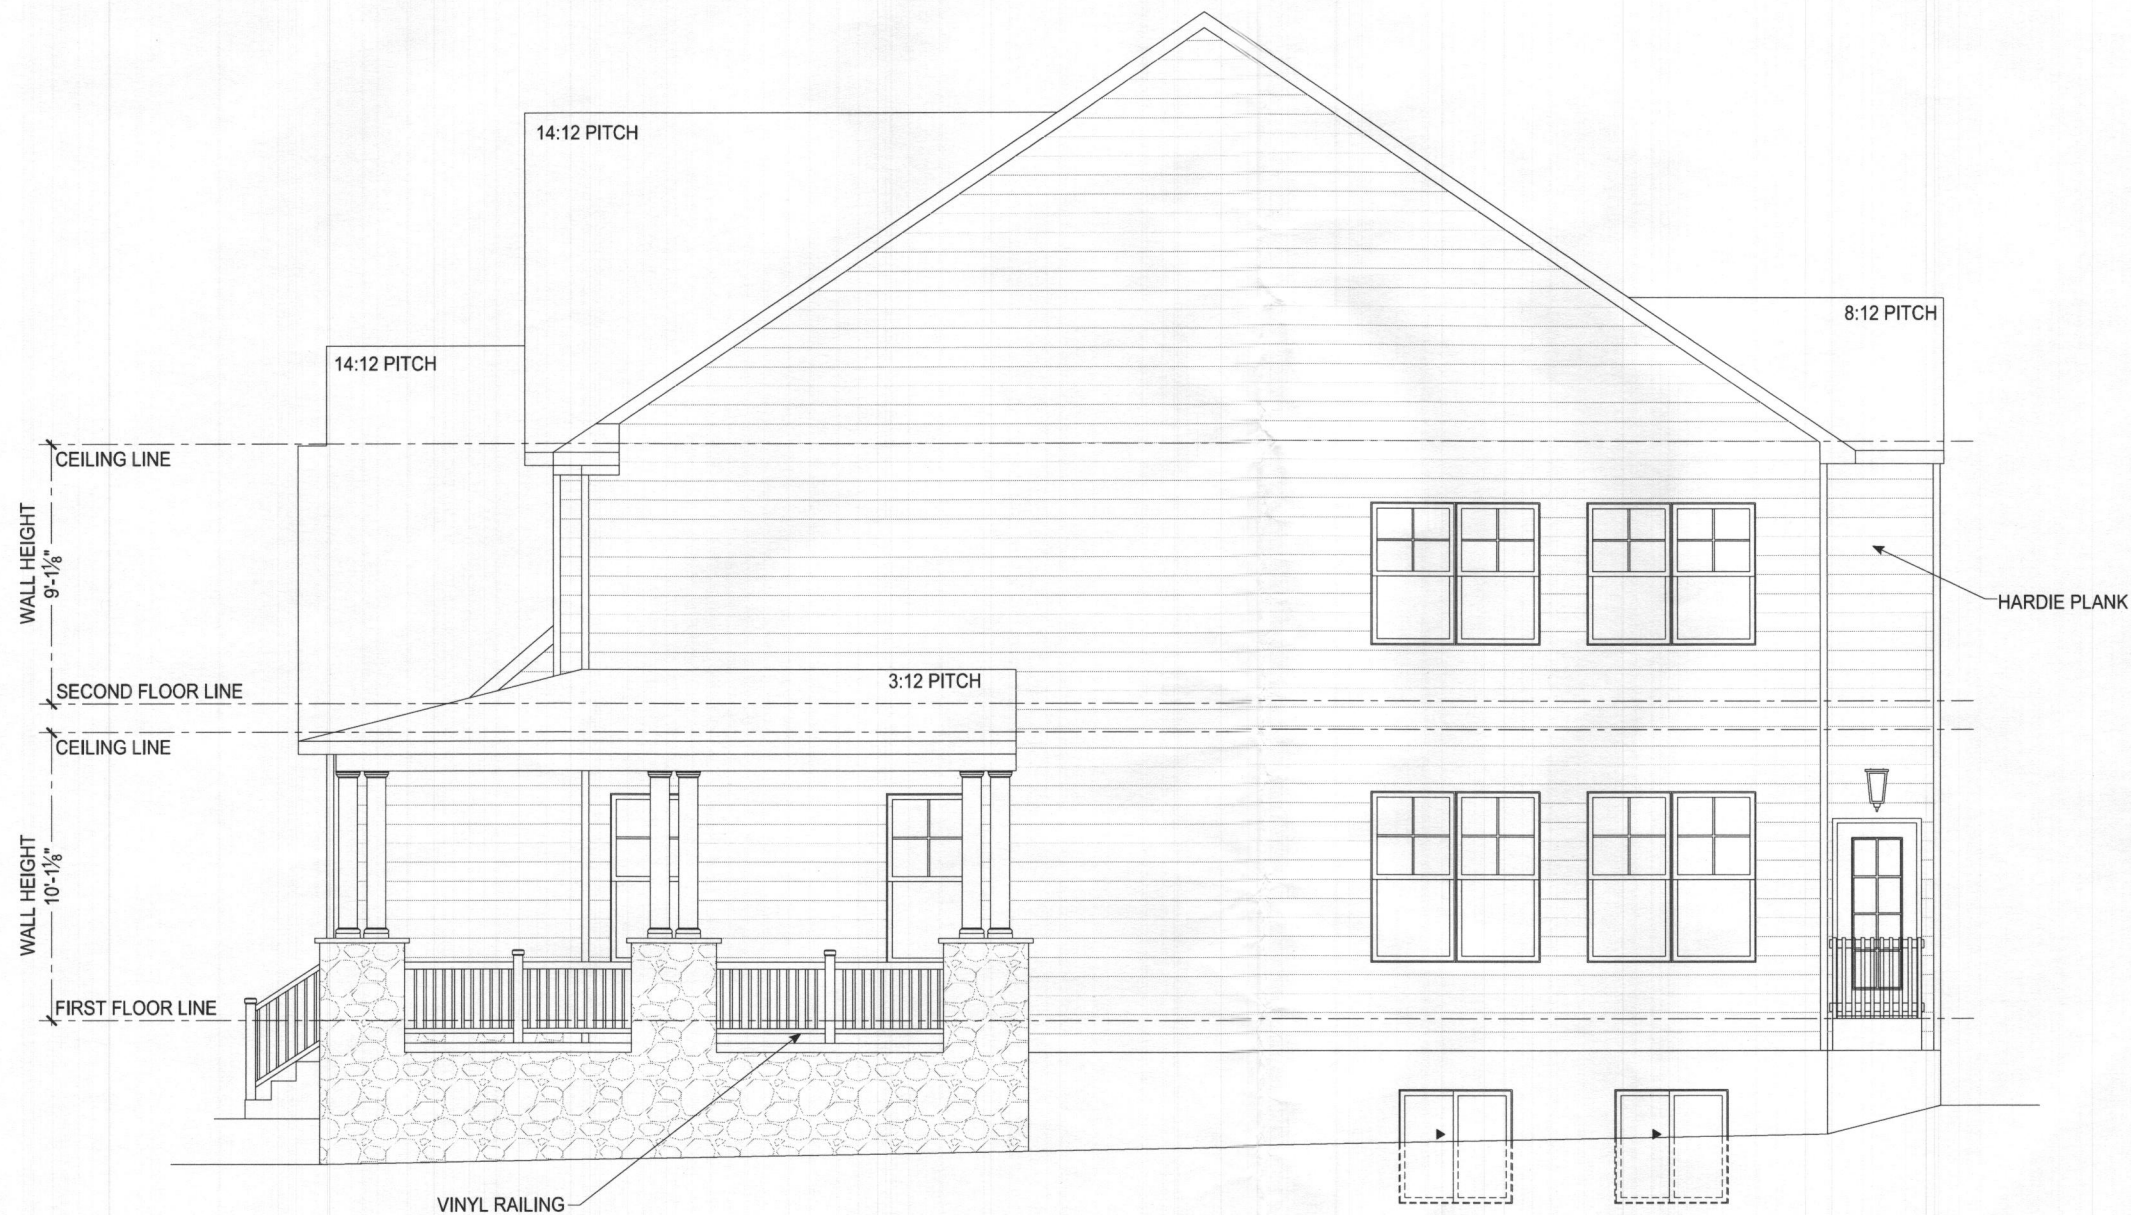 14:12 PITCH
8:12 PITCH
14:12 PITCH
CEILING LINE
WALL HEIGHT
9'-1⅛"
HARDIE PLANK
3:12 PITCH
SECOND FLOOR LINE
CEILING LINE
WALL HEIGHT
10'-1⅛"
FIRST FLOOR LINE
VINYL RAILING